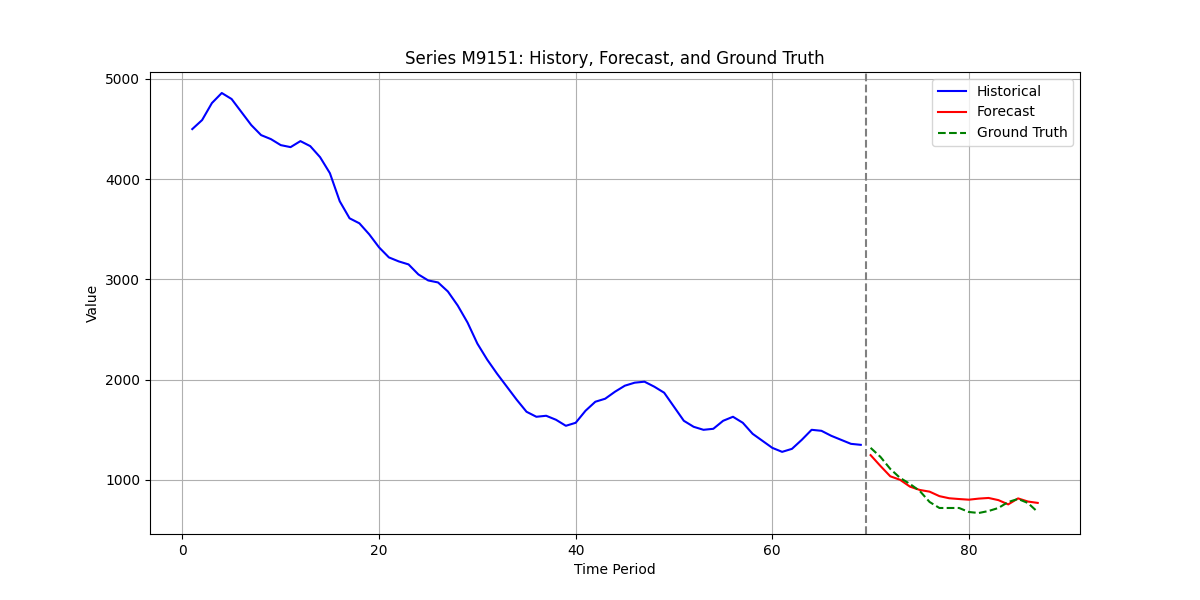 Series M9151: History, Forecast, and Ground Truth
Historical
Forecast
Ground Truth
Value
5000
4000
3000
2000
1000
0
20
40
60
80
Time Period